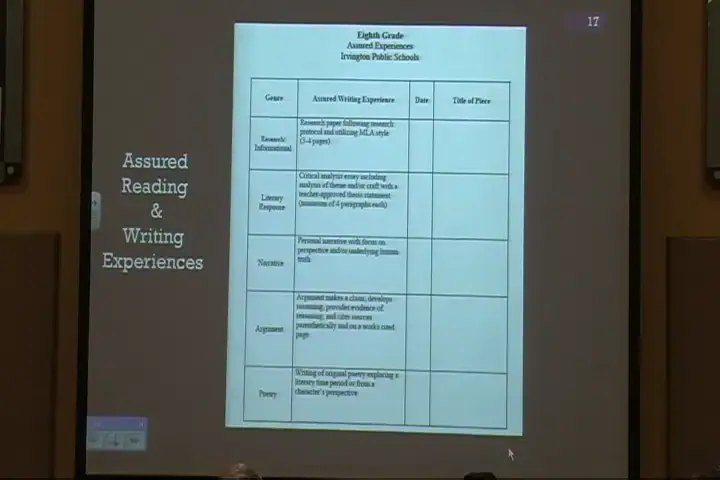 17
Eighth Grade
Assured Experiences
Irvington Public Schools
Assured
Reading
&
Writing
Experiences
Genre
Assured Writing Experience
Date
Title of Piece
Research/
Informational
Research paper following research
protocol and utilizing MLA style
(3-4 pages)
Literary
Response
Critical analysis essay including
analysis of theme and/or craft with a
teacher-approved thesis statement
(minimum of 4 paragraphs each)
Narrative
Personal narrative with focus on
perspective and/or underlying human
truth
Argument
Argument makes a claim, develops
reasoning, provides evidence of
reasoning, and cites sources
parenthetically and on a works cited
page
Poetry
Writing of original poetry exploring a
literary time period or from a
character's perspective